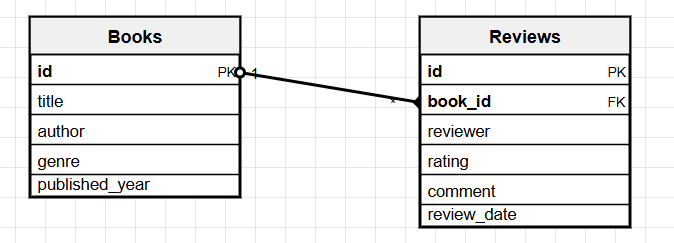 Books
id PK 1
title
author
genre
published_year
Reviews
id PK
* book_id FK
reviewer
rating
comment
review_date